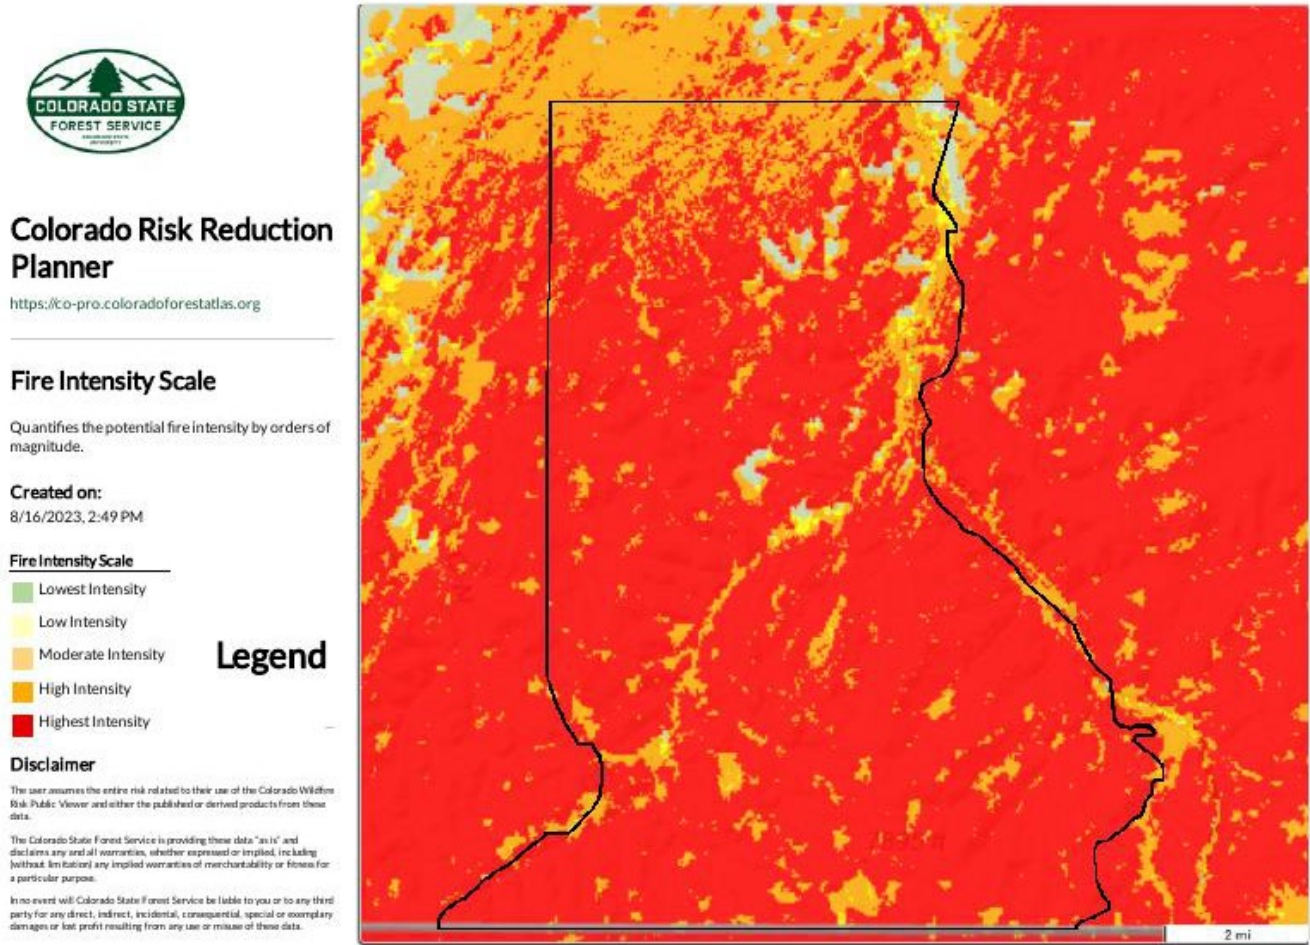 COLORADO STATE
FOREST SERVICE
Colorado Risk Reduction
Planner
https://co-pro.coloradoforestatlas.org
Fire Intensity Scale
Quantifies the potential fire intensity by orders of
magnitude.
Created on:
8/16/2023, 2:49 PM
Fire Intensity Scale
Lowest Intensity
Low Intensity
Moderate Intensity
High Intensity
Highest Intensity
Legend
Disclaimer
The user assumes the entire risk related to their use of the Colorado Wildfire
Risk Public Viewer and either the published or derived products from these
data.
The Colorado State Forest Service is providing these data "as is" and
disclaims any and all warranties, whether expressed or implied, including
(without limitation) any implied warranties of merchantability or fitness for
a particular purpose.
In no event will Colorado State Forest Service be liable to you or to any third
party for any direct, indirect, incidental, consequential, special or exemplary
damages or lost profit resulting from any use or misuse of these data.
2 mi